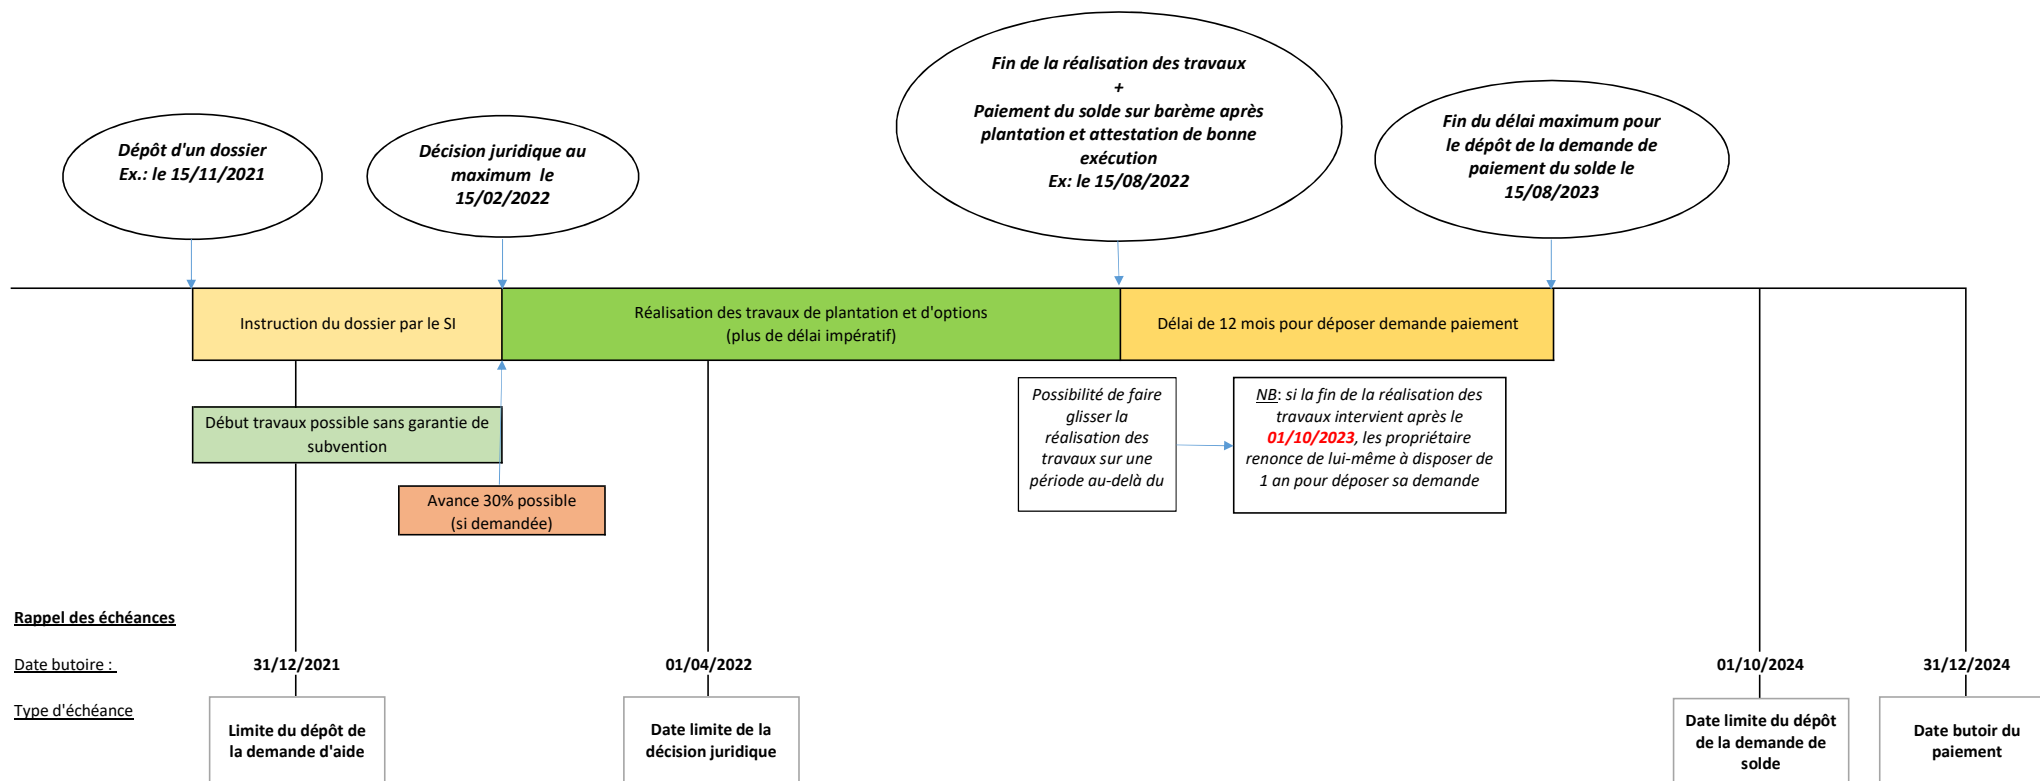 Dépôt d'un dossier
Ex.: le 15/11/2021
Décision juridique au
maximum le
15/02/2022
Fin de la réalisation des travaux
+
Paiement du solde sur barème après
plantation et attestation de bonne
exécution
Ex: le 15/08/2022
Fin du délai maximum pour
le dépôt de la demande de
paiement du solde le
15/08/2023
Instruction du dossier par le SI
Réalisation des travaux de plantation et d'options
(plus de délai impératif)
Délai de 12 mois pour déposer demande paiement
Début travaux possible sans garantie de
subvention
Avance 30% possible
(si demandée)
Possibilité de faire
glisser la
réalisation des
travaux sur une
période au-delà du
NB: si la fin de la réalisation des
travaux intervient après le
01/10/2023, les propriétaire
renonce de lui-même à disposer de
1 an pour déposer sa demande
Rappel des échéances
Date butoire :
31/12/2021
01/04/2022
01/10/2024
31/12/2024
Type d'échéance
Limite du dépôt de
la demande d'aide
Date limite de la
décision juridique
Date limite du dépôt
de la demande de
solde
Date butoir du
paiement